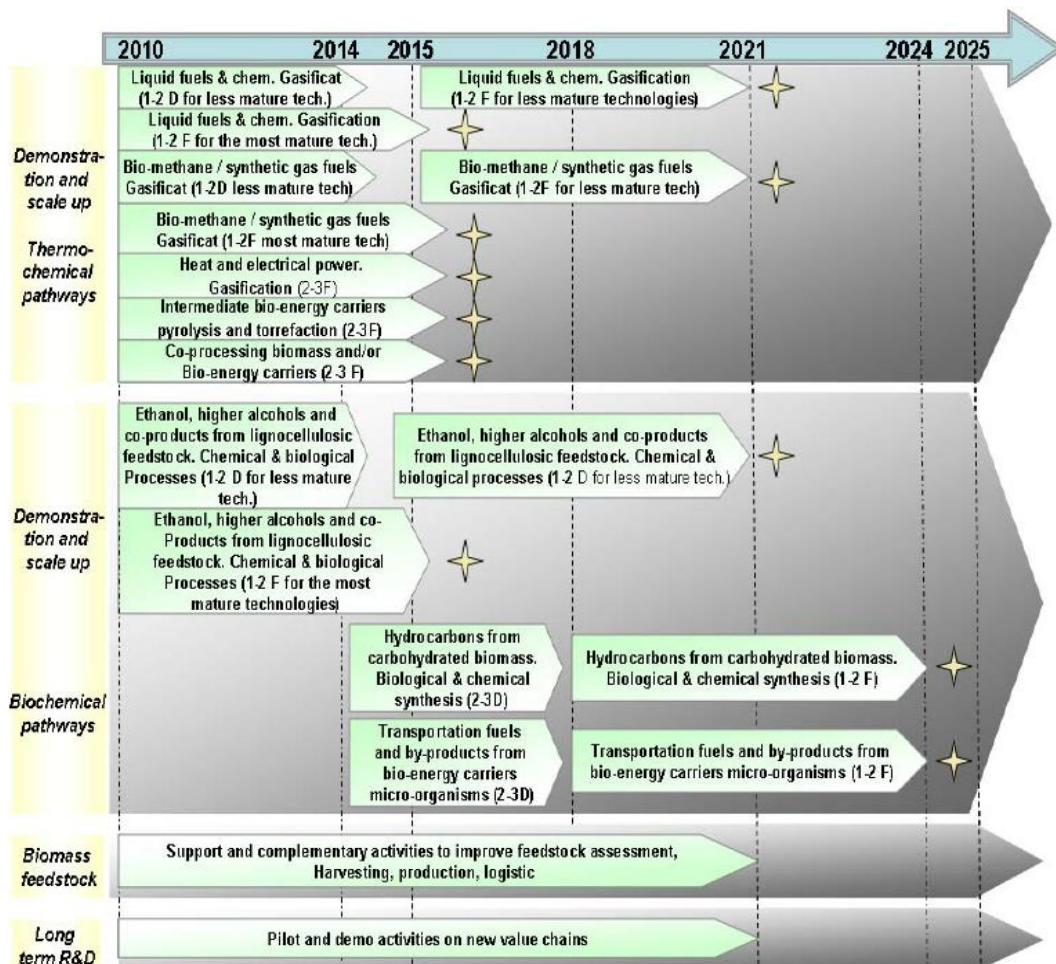 2010
2014
2015
2018
2021
2024
2025
Demonstra-
tion and
scale up
Thermo-
chemical
pathways
Liquid fuels & chem. Gasificat
(1-2 D for less mature tech.)
Liquid fuels & chem. Gasification
(1-2 F for less mature technologies)
Liquid fuels & chem. Gasification
(1-2 F for the most mature tech.)
Bio-methane / synthetic gas fuels
Gasificat (1-2D less mature tech)
Bio-methane / synthetic gas fuels
Gasificat (1-2F for less mature tech)
Bio-methane / synthetic gas fuels
Gasificat (1-2F most mature tech)
Heat and electrical power.
Gasification (2-3F)
Intermediate bio-energy carriers
pyrolysis and torrefaction (2-3F)
Co-processing biomass and/or
Bio-energy carriers (2-3 F)
Demonstra-
tion and
scale up
Biochemical
pathways
Ethanol, higher alcohols and
co-products from lignocellulosic
feedstock. Chemical & biological
Processes (1-2 D for less mature
tech.)
Ethanol, higher alcohols and co-products
from lignocellulosic feedstock. Chemical &
biological processes (1-2 D for less mature tech.)
Ethanol, higher alcohols and co-
Products from lignocellulosic
feedstock. Chemical & biological
Processes (1-2 F for the most
mature technologies)
Hydrocarbons from
carbohydrated biomass.
Biological & chemical
synthesis (2-3D)
Hydrocarbons from carbohydrated biomass.
Biological & chemical synthesis (1-2 F)
Transportation fuels
and by-products from
bio-energy carriers
micro-organisms (2-3D)
Transportation fuels and by-products from
bio-energy carriers micro-organisms (1-2 F)
Biomass
feedstock
Support and complementary activities to improve feedstock assessment,
Harvesting, production, logistic
Long
term R&D
Pilot and demo activities on new value chains